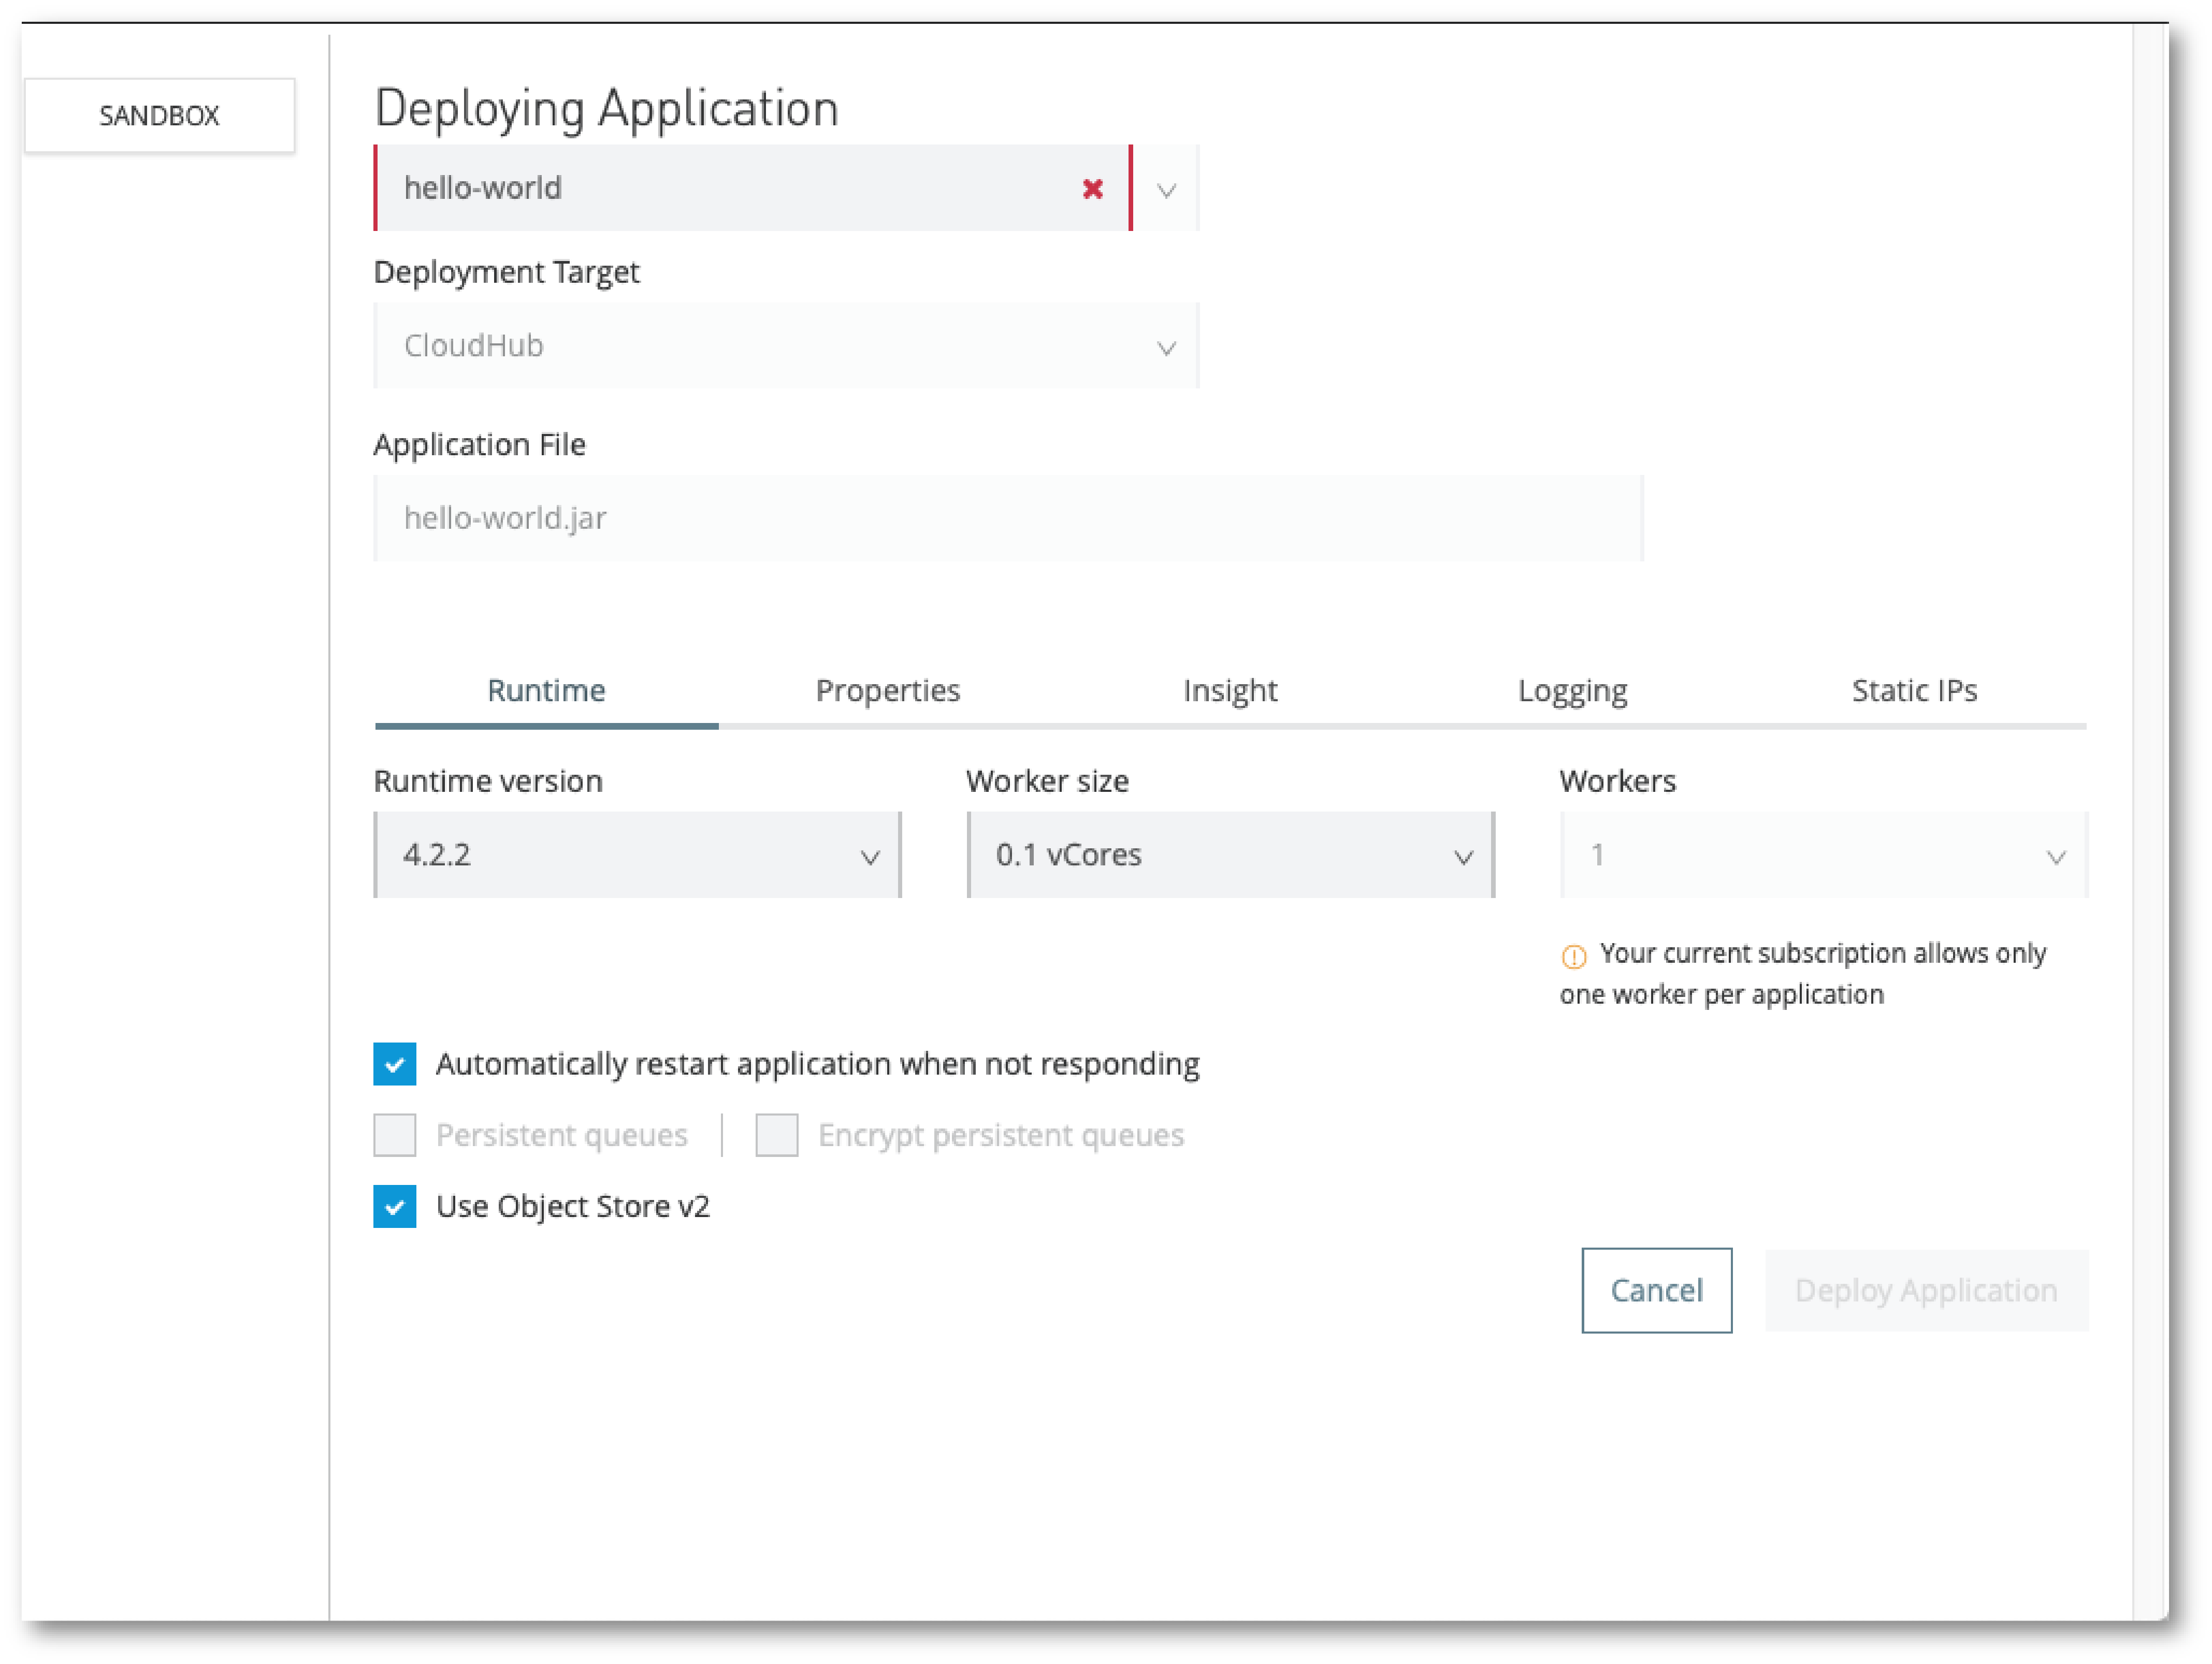 SANDBOX
Deploying Application
hello-world
Deployment Target
CloudHub
Application File
hello-world.jar
Runtime Properties Insight Logging Static IPs
Runtime version Worker size Workers
4.2.2 0.1 vCores 1
Your current subscription allows only
one worker per application
Automatically restart application when not responding
Persistent queues Encrypt persistent queues
Use Object Store v2
Cancel Deploy Application